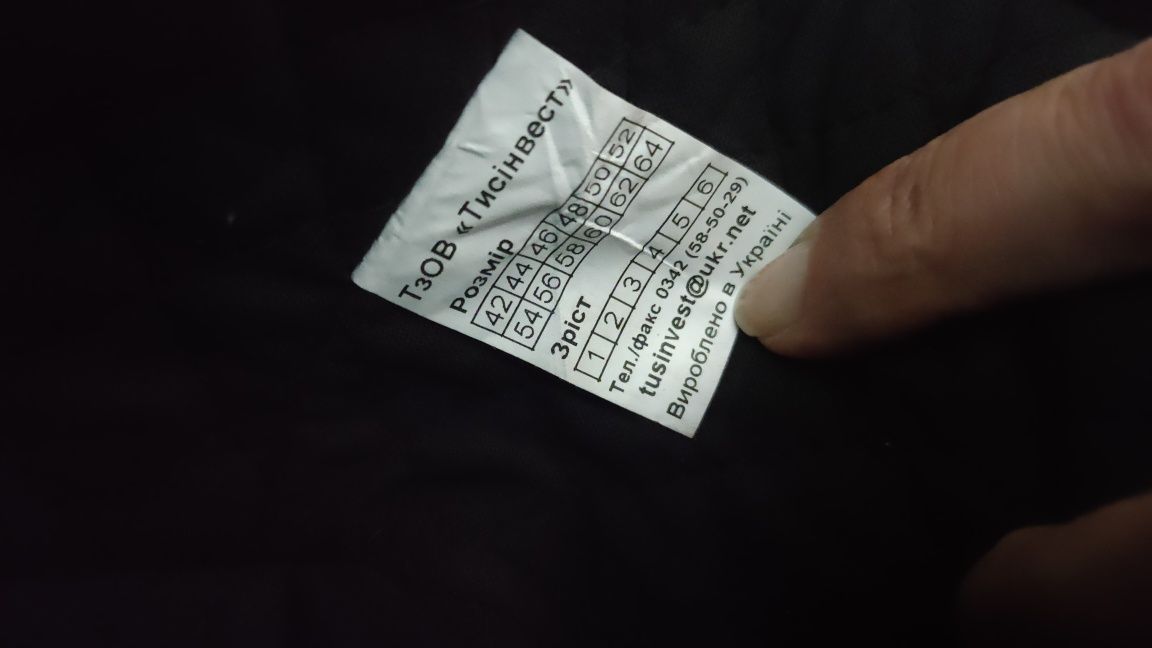 ТзОВ «Тисінвест»
Розмір
42 44 46 48 50 52
54 56 58 60 62 64
Зріст
1 2 3 4 5 6
Тел./факс 0342 (58-50-29)
tusinvest@ukr.net
Вироблено в Україні